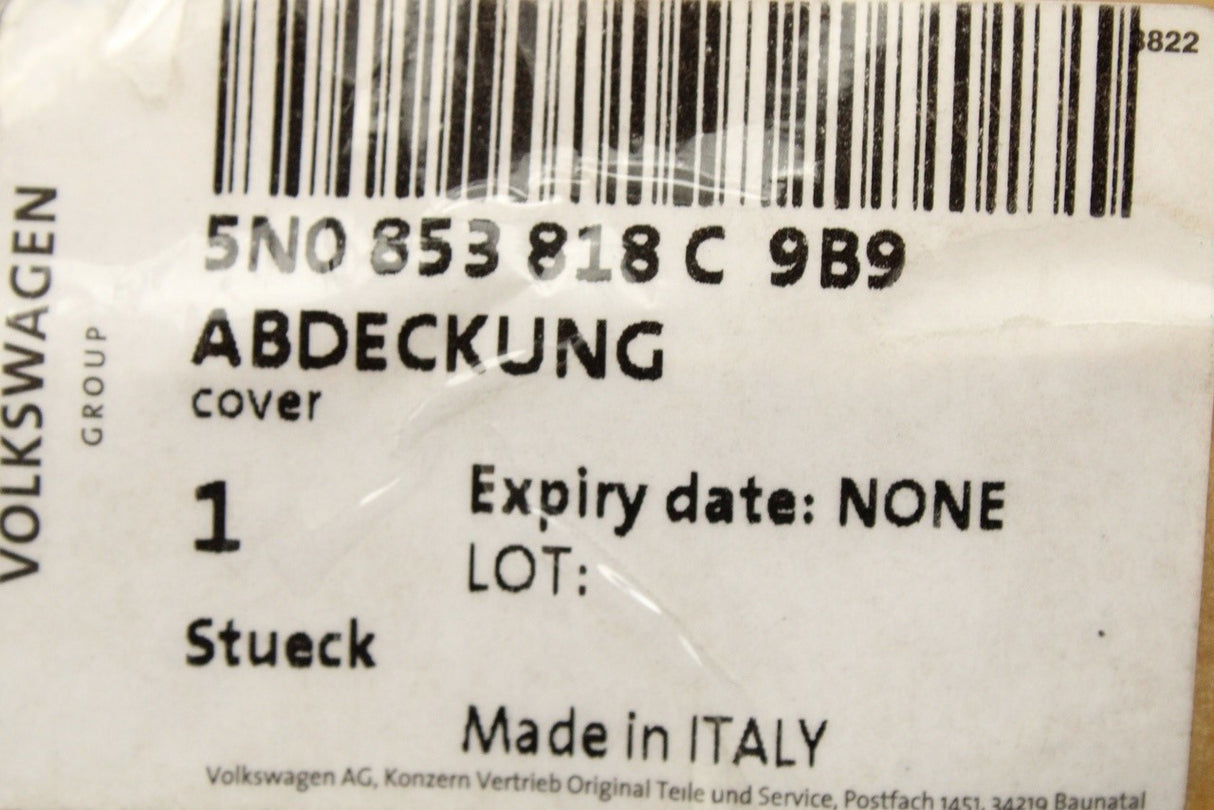 3822
5N0 853 818 C 9B9
ABDECKUNG
cover
VOLKSWAGEN
GROUP
1
Expiry date: NONE
LOT:
Stueck
Made in ITALY
Volkswagen AG, Konzern Vertrieb Original Teile und Service, Postfach 1451, 34219 Baunatal